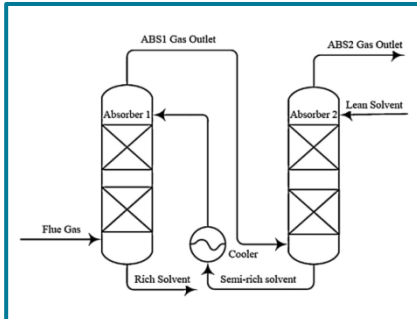 ABS1 Gas Outlet
ABS2 Gas Outlet
Absorber 1
Absorber 2
Lean Solvent
Flue Gas
Cooler
Rich Solvent
Semi-rich solvent